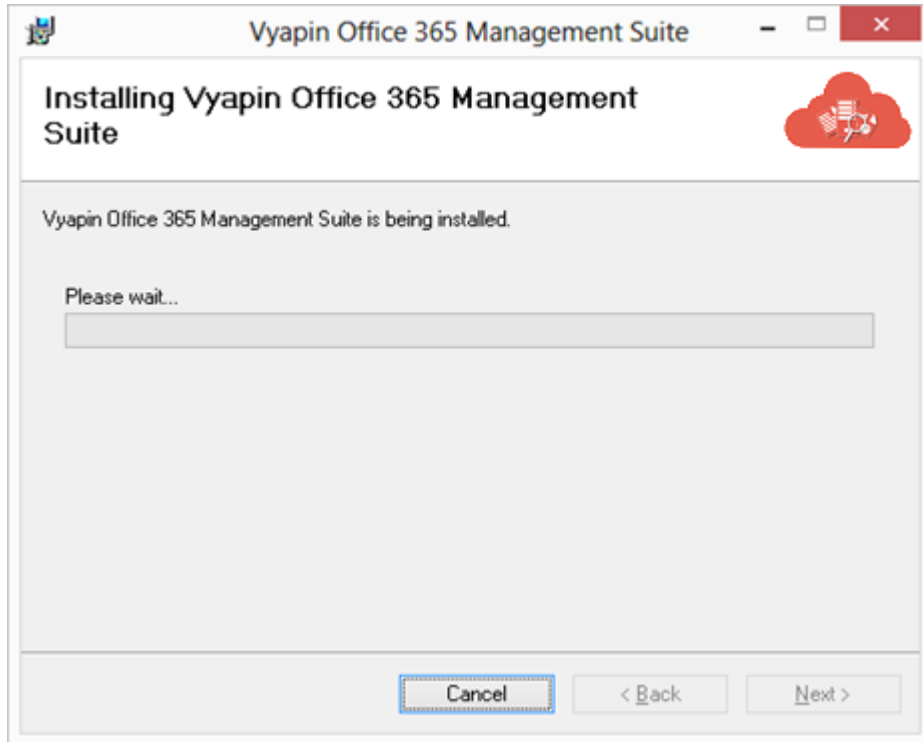 Vyapin Office 365 Management Suite
Installing Vyapin Office 365 Management
Suite
Vyapin Office 365 Management Suite is being installed.
Please wait...
Cancel
< Back
Next >